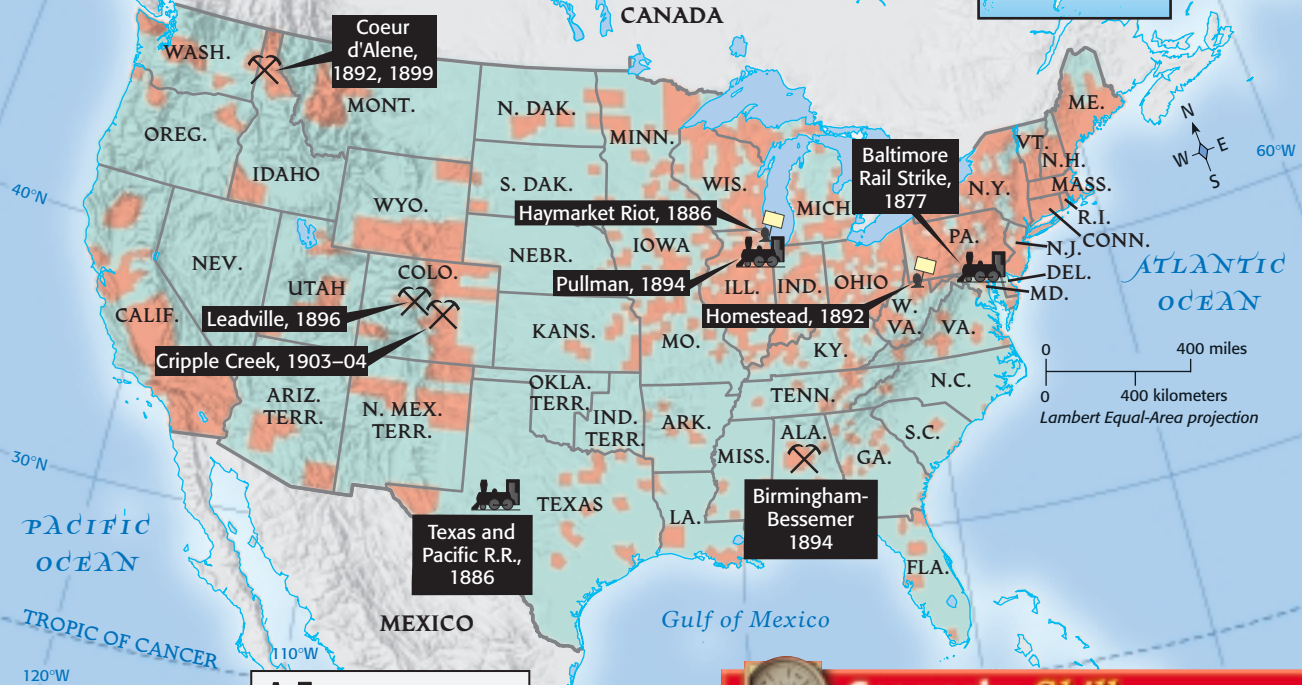 CANADA
Coeur
d'Alene,
1892, 1899
WASH.
MONT.
N. DAK.
MINN.
ME.
OREG.
IDAHO
S. DAK.
WIS.
MICH.
Baltimore
Rail Strike,
1877
VT.
N.H.
N.Y.
MASS.
R.I.
CONN.
N
W
E
S
60°W
40°N
WYO.
Haymarket Riot, 1886
NEBR.
IOWA
PA.
N.J.
DEL.
MD.
ATLANTIC
OCEAN
NEV.
UTAH
COLO.
Pullman, 1894
ILL.
IND.
OHIO
Homestead, 1892
W.
VA.
VA.
CALIF.
Leadville, 1896
Cripple Creek, 1903–04
KANS.
MO.
KY.
0
400 miles
0
400 kilometers
Lambert Equal-Area projection
ARIZ.
TERR.
N. MEX.
TERR.
OKLA.
TERR.
IND.
TERR.
ARK.
TENN.
N.C.
S.C.
MISS.
ALA.
GA.
30°N
PACIFIC
OCEAN
TEXAS
LA.
Birmingham-
Bessemer
1894
Texas and
Pacific R.R.,
1886
FLA.
MEXICO
Gulf of Mexico
TROPIC OF CANCER
110°W
120°W